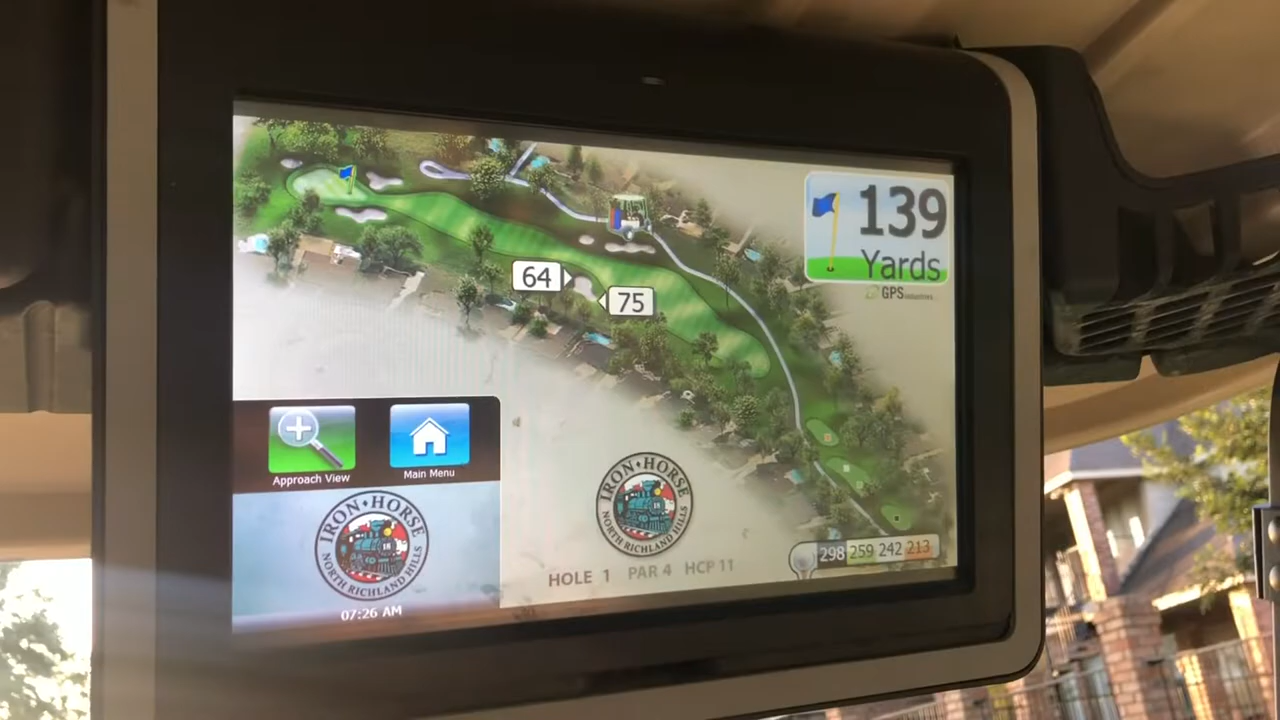 139
Yards
GPS Industries
64
75
Approach View
Main Menu
IRON • HORSE
NORTH RICHLAND HILLS
07:26 AM
IRON • HORSE
NORTH RICHLAND HILLS
HOLE 1 PAR 4 HCP 11
298 259 242 213